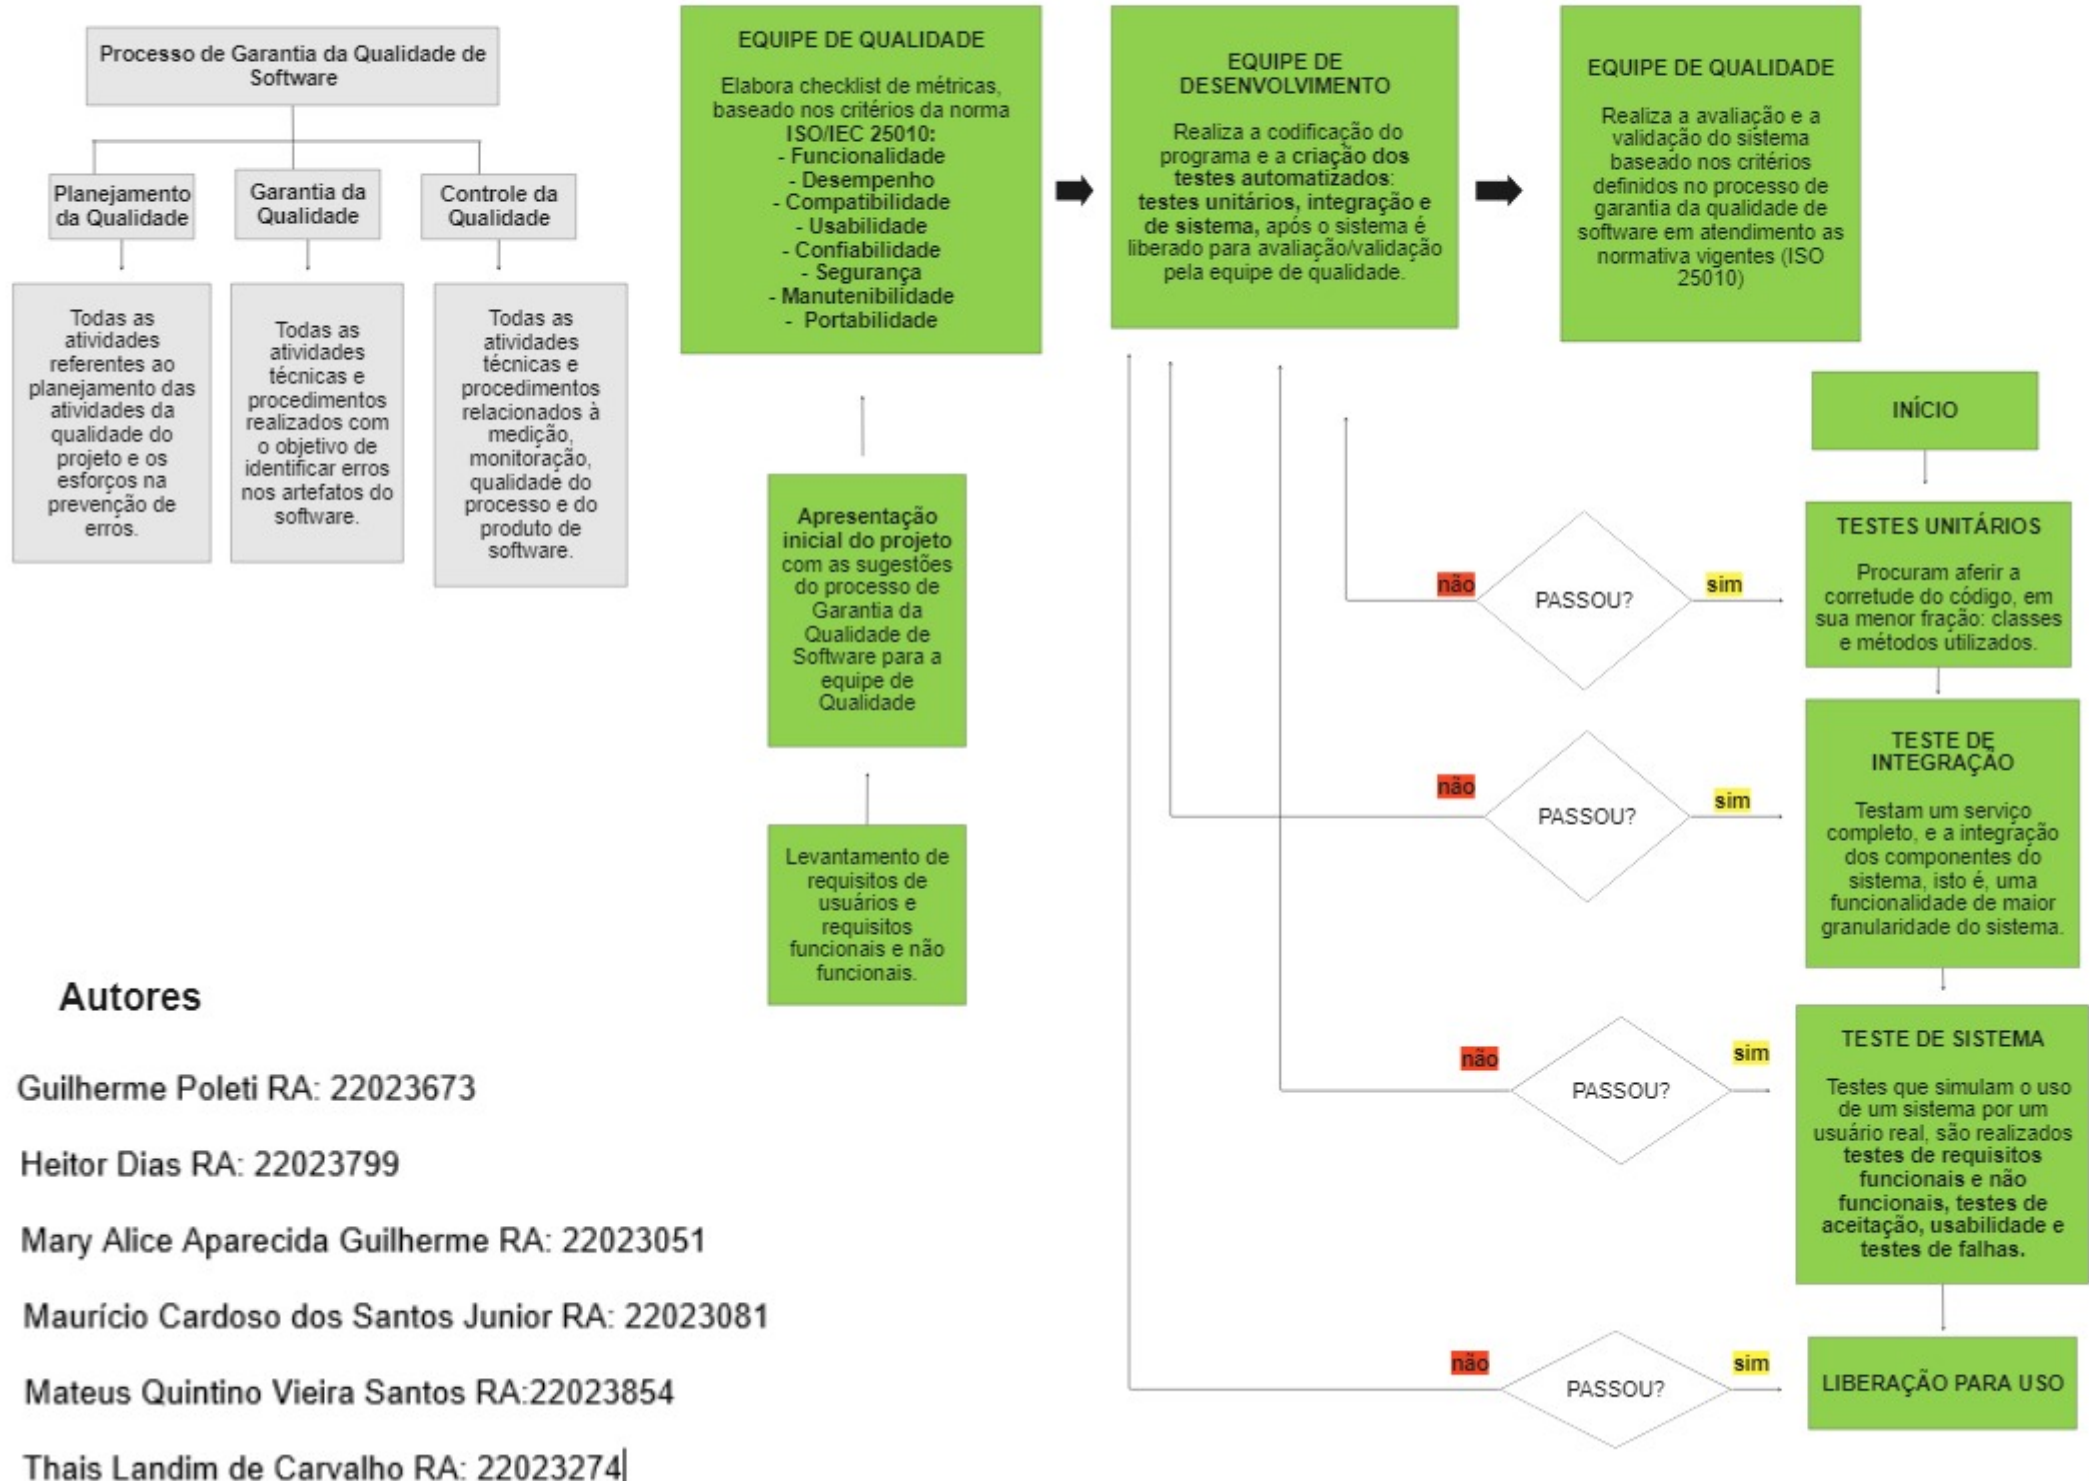 Processo de Garantia da Qualidade de
Software
Planejamento
da Qualidade
Garantia da
Qualidade
Controle da
Qualidade
Todas as
atividades
referentes ao
planejamento das
atividades da
qualidade do
projeto e os
esforços na
prevenção de
erros.
Todas as
atividades
técnicas e
procedimentos
realizados com
o objetivo de
identificar erros
nos artefatos do
software.
Todas as
atividades
técnicas e
procedimentos
relacionados à
medição,
monitoração,
qualidade do
processo e do
produto de
software.
EQUIPE DE QUALIDADE
Elabora checklist de métricas,
baseado nos critérios da norma
ISO/IEC 25010:
- Funcionalidade
- Desempenho
- Compatibilidade
- Usabilidade
- Confiabilidade
- Segurança
- Manutenibilidade
- Portabilidade
Apresentação
inicial do projeto
com as sugestões
do processo de
Garantia da
Qualidade de
Software para a
equipe de
Qualidade
Levantamento de
requisitos de
usuários e
requisitos
funcionais e não
funcionais.
EQUIPE DE
DESENVOLVIMENTO
Realiza a codificação do
programa e a criação dos
testes automatizados:
testes unitários, integração e
de sistema, após o sistema é
liberado para avaliação/validação
pela equipe de qualidade.
EQUIPE DE QUALIDADE
Realiza a avaliação e a
validação do sistema
baseado nos critérios
definidos no processo de
garantia da qualidade de
software em atendimento as
normativa vigentes (ISO
25010)
INÍCIO
não
PASSOU?
sim
TESTES UNITÁRIOS
Procuram aferir a
corretude do código, em
sua menor fração: classes
e métodos utilizados.
não
PASSOU?
sim
TESTE DE
INTEGRAÇÃO
Testam um serviço
completo, e a integração
dos componentes do
sistema, isto é, uma
funcionalidade de maior
granularidade do sistema.
não
PASSOU?
sim
TESTE DE SISTEMA
Testes que simulam o uso
de um sistema por um
usuário real, são realizados
testes de requisitos
funcionais e não
funcionais, testes de
aceitação, usabilidade e
testes de falhas.
não
PASSOU?
sim
LIBERAÇÃO PARA USO
Autores
Guilherme Poleti RA: 22023673
Heitor Dias RA: 22023799
Mary Alice Aparecida Guilherme RA: 22023051
Maurício Cardoso dos Santos Junior RA: 22023081
Mateus Quintino Vieira Santos RA:22023854
Thais Landim de Carvalho RA: 22023274